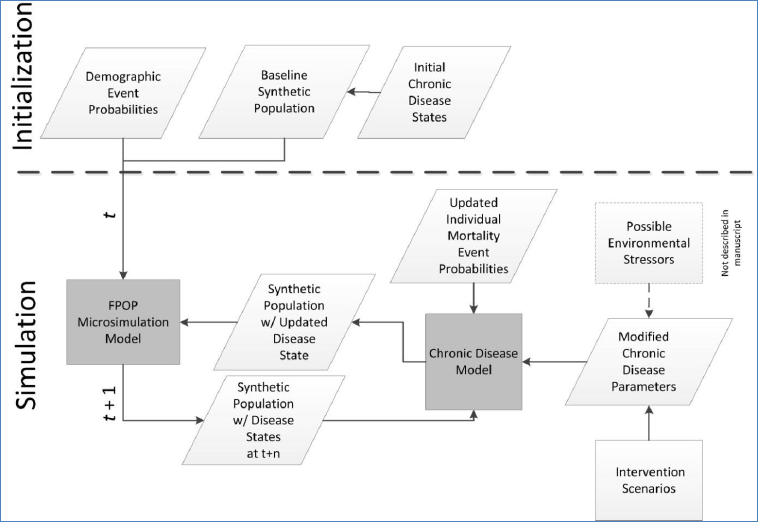 Initialization
Demographic
Event
Probabilities
Baseline
Synthetic
Population
Initial
Chronic
Disease
States
t
Simulation
Updated
Individual
Mortality
Event
Probabilities
Possible
Environmental
Stressors
Not described in
manuscript
FPOP
Microsimulation
Model
Synthetic
Population
w/ Updated
Disease
State
Chronic Disease
Model
Modified
Chronic
Disease
Parameters
t + 1
Synthetic
Population
w/ Disease
States
at t+n
Intervention
Scenarios